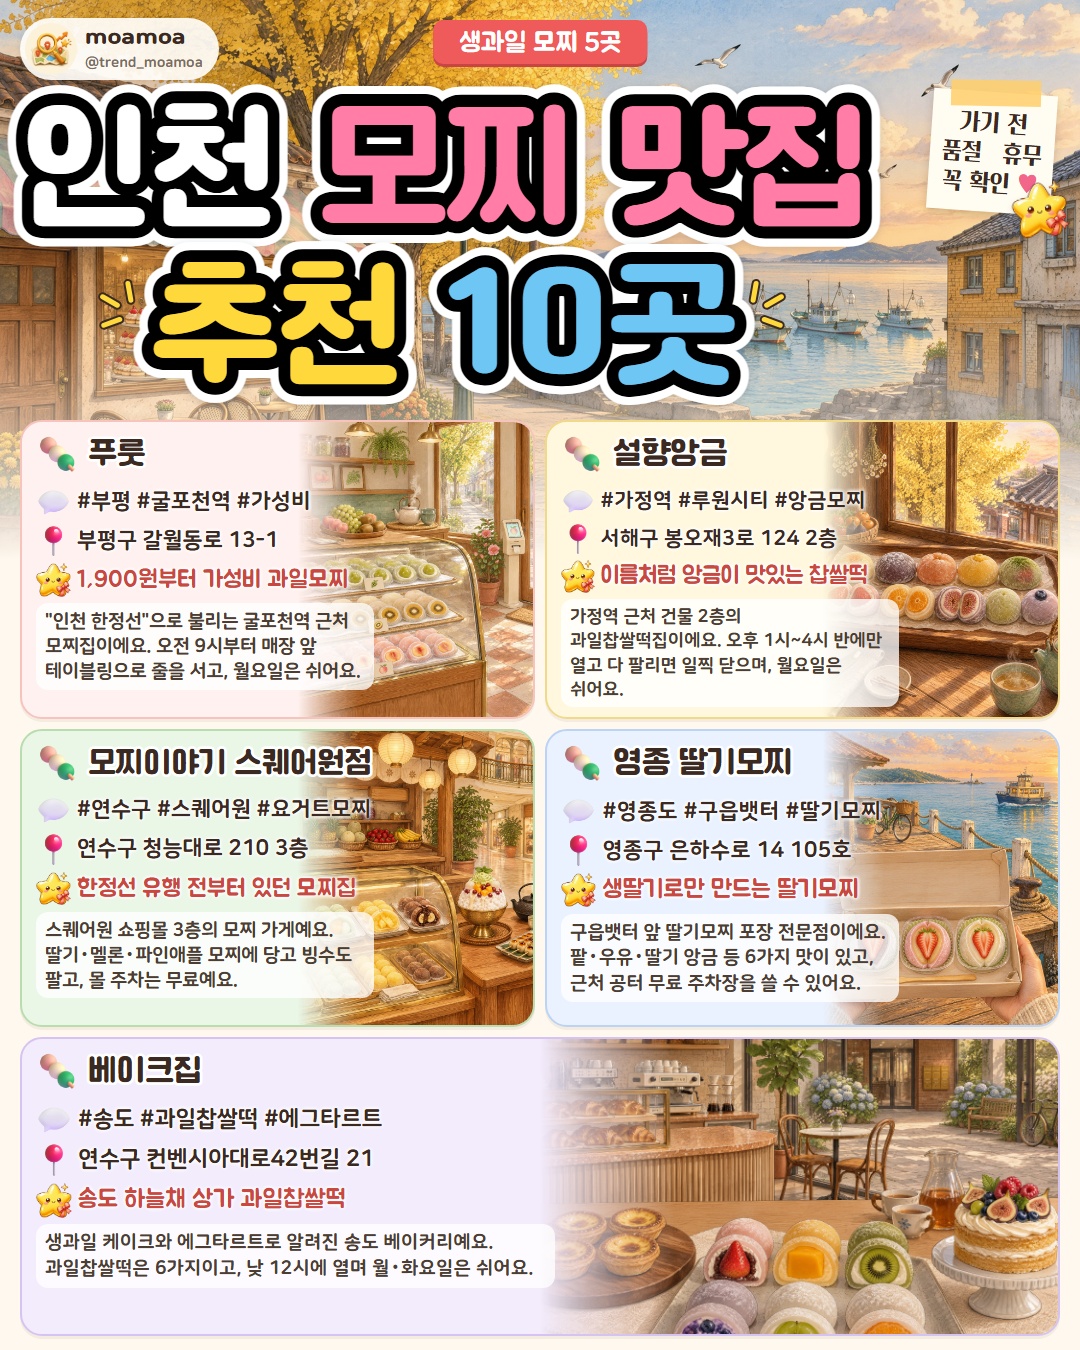 moamoa
@trend_moamoa
생과일 모찌 5곳
인천 모찌 맛집
추천 10곳
가기 전
품절 휴무
꼭 확인
푸룻
#부평 #굴포천역 #가성비
부평구 갈월동로 13-1
1,900원부터 가성비 과일모찌
"인천 한정선"으로 불리는 굴포천역 근처
모찌집이에요. 오전 9시부터 매장 앞
테이블링으로 줄을 서고, 월요일은 쉬어요.
설향앙금
#가정역 #루원시티 #앙금모찌
서해구 봉오재3로 124 2층
이름처럼 앙금이 맛있는 찹쌀떡
가정역 근처 건물 2층의
과일찹쌀떡집이에요. 오후 1시~4시 반에만
열고 다 팔리면 일찍 닫으며, 월요일은
쉬어요.
모찌이야기 스퀘어원점
#연수구 #스퀘어원 #요거트모찌
연수구 청능대로 210 3층
한정선 유행 전부터 있던 모찌집
스퀘어원 쇼핑몰 3층의 모찌 가게예요.
딸기·멜론·파인애플 모찌에 당고 빙수도
팔고, 몰 주차는 무료예요.
영종 딸기모찌
#영종도 #구읍뱃터 #딸기모찌
영종구 은하수로 14 105호
생딸기로만 만드는 딸기모찌
구읍뱃터 앞 딸기모찌 포장 전문점이에요.
팥·우유·딸기 앙금 등 6가지 맛이 있고,
근처 공터 무료 주차장을 쓸 수 있어요.
베이크집
#송도 #과일찹쌀떡 #에그타르트
연수구 컨벤시아대로42번길 21
송도 하늘채 상가 과일찹쌀떡
생과일 케이크와 에그타르트로 알려진 송도 베이커리예요.
과일찹쌀떡은 6가지이고, 낮 12시에 열며 월·화요일은 쉬어요.